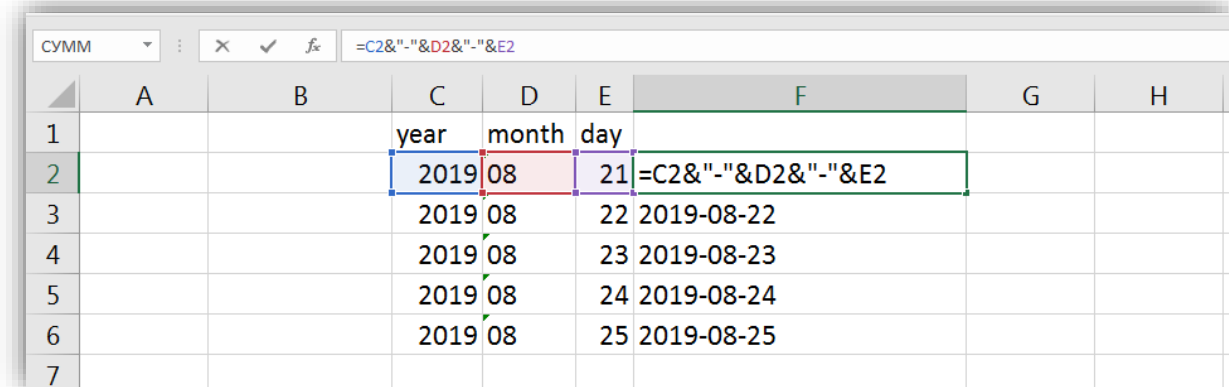 СУММ fx =C2&"-"&D2&"-"&E2
A B C D E F G H
1 year month day
2 2019 08 21 =C2&"-"&D2&"-"&E2
3 2019 08 22 2019-08-22
4 2019 08 23 2019-08-23
5 2019 08 24 2019-08-24
6 2019 08 25 2019-08-25
7